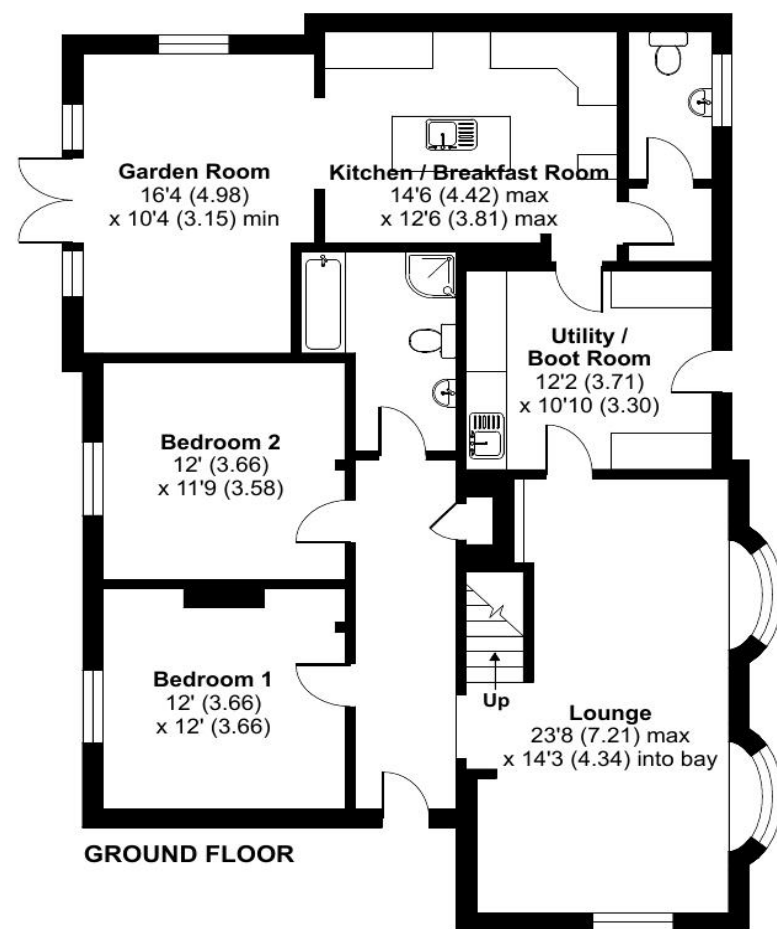 Garden Room
16'4 (4.98)
x 10'4 (3.15) min
Kitchen / Breakfast Room
14'6 (4.42) max
x 12'6 (3.81) max
Utility /
Boot Room
12'2 (3.71)
x 10'10 (3.30)
Bedroom 2
12' (3.66)
x 11'9 (3.58)
Bedroom 1
12' (3.66)
x 12' (3.66)
Up
Lounge
23'8 (7.21) max
x 14'3 (4.34) into bay
GROUND FLOOR